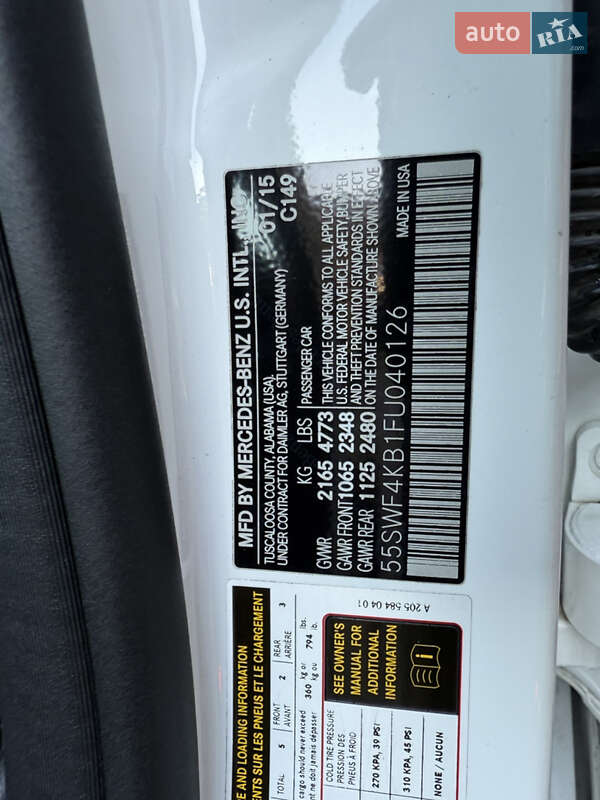 auto RIA.com
MFD BY MERCEDES-BENZ U.S. INTL., INC.
TUSCALOOSA COUNTY, ALABAMA (USA) 01/15
UNDER CONTRACT FOR DAIMLER AG, STUTTGART (GERMANY) C149
KG LBS PASSENGER CAR
GVWR 2165 4773 THIS VEHICLE CONFORMS TO ALL APPLICABLE
GAWR FRONT 1065 2348 U.S. FEDERAL MOTOR VEHICLE SAFETY, BUMPER
GAWR REAR 1125 2480 AND THEFT PREVENTION STANDARDS IN EFFECT
ON THE DATE OF MANUFACTURE SHOWN ABOVE
55SWF4KB1FU040126 MADE IN USA
E AND LOADING INFORMATION
ENTS SUR LES PNEUS ET LE CHARGEMENT
TOTAL 5 FRONT 2 REAR 3
AVANT ARRIÈRE
cargo should never exceed 360 kg or 794 lbs.
nt ne doit jamais dépasser kg ou lb.
COLD TIRE PRESSURE
PRESSION DES
PNEUS À FROID
270 KPA, 39 PSI
310 KPA, 45 PSI
NONE / AUCUN
SEE OWNER'S
MANUAL FOR
ADDITIONAL
INFORMATION
A 205 584 04 01